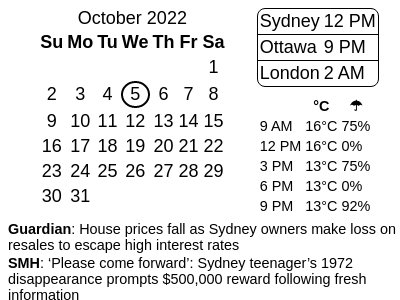 October 2022
Su Mo Tu We Th Fr Sa
1
2 3 4 5 6 7 8
9 10 11 12 13 14 15
16 17 18 19 20 21 22
23 24 25 26 27 28 29
30 31
Sydney 12 PM
Ottawa 9 PM
London 2 AM
°C ☂
9 AM 16°C 75%
12 PM 16°C 0%
3 PM 13°C 75%
6 PM 13°C 0%
9 PM 13°C 92%
Guardian: House prices fall as Sydney owners make loss on
resales to escape high interest rates
SMH: ‘Please come forward’: Sydney teenager’s 1972
disappearance prompts $500,000 reward following fresh
information